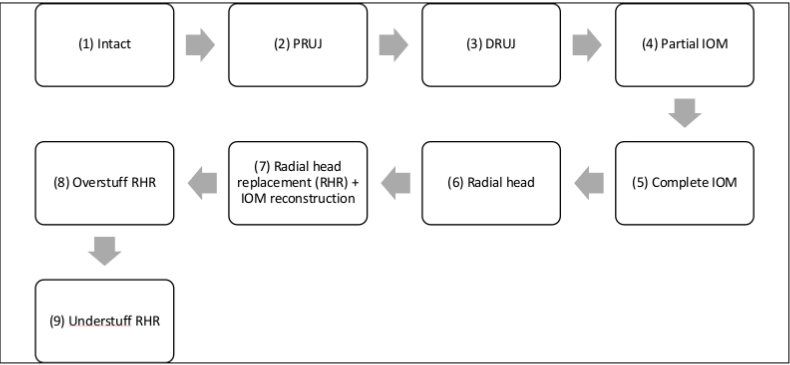 (1) Intact
(2) PRUJ
(3) DRUJ
(4) Partial IOM
(5) Complete IOM
(6) Radial head
(7) Radial head
replacement (RHR) +
IOM reconstruction
(8) Overstuff RHR
(9) Understuff RHR